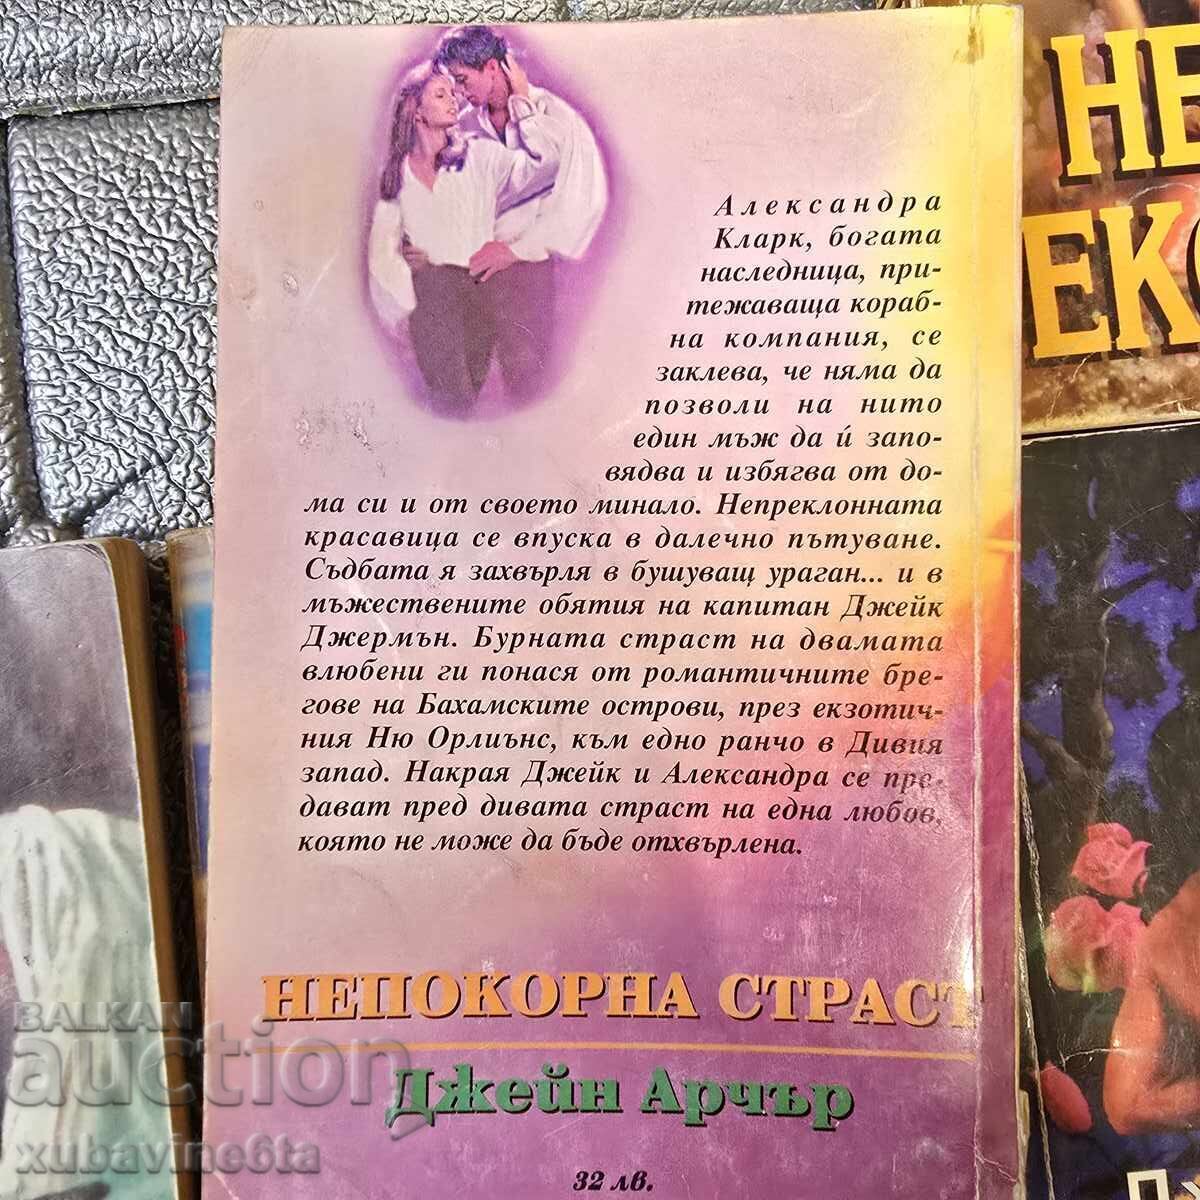 НЕ
ЕКС
Александра
Кларк, богата
наследница, при-
тежаваща кораб-
на компания, се
заклева, че няма да
позволи на нито
един мъж да ѝ запо-
вядва и избягва от до-
ма си и от своето минало. Непреклонната
красавица се впуска в далечно пътуване.
Съдбата я захвърля в бушуващ ураган... и в
мъжествените обятия на капитан Джейк
Джермън. Бурната страст на двамата
влюбени ги понася от романтичните бре-
гове на Бахамските острови, през екзотич-
ния Ню Орлиънс, към едно ранчо в Дивия
запад. Накрая Джейк и Александра се пре-
дават пред дивата страст на една любов,
която не може да бъде отхвърлена.
НЕПОКОРНА СТРАСТ
Джейн Арчър
32 лв.
BALKAN
auction
xubavine6ta